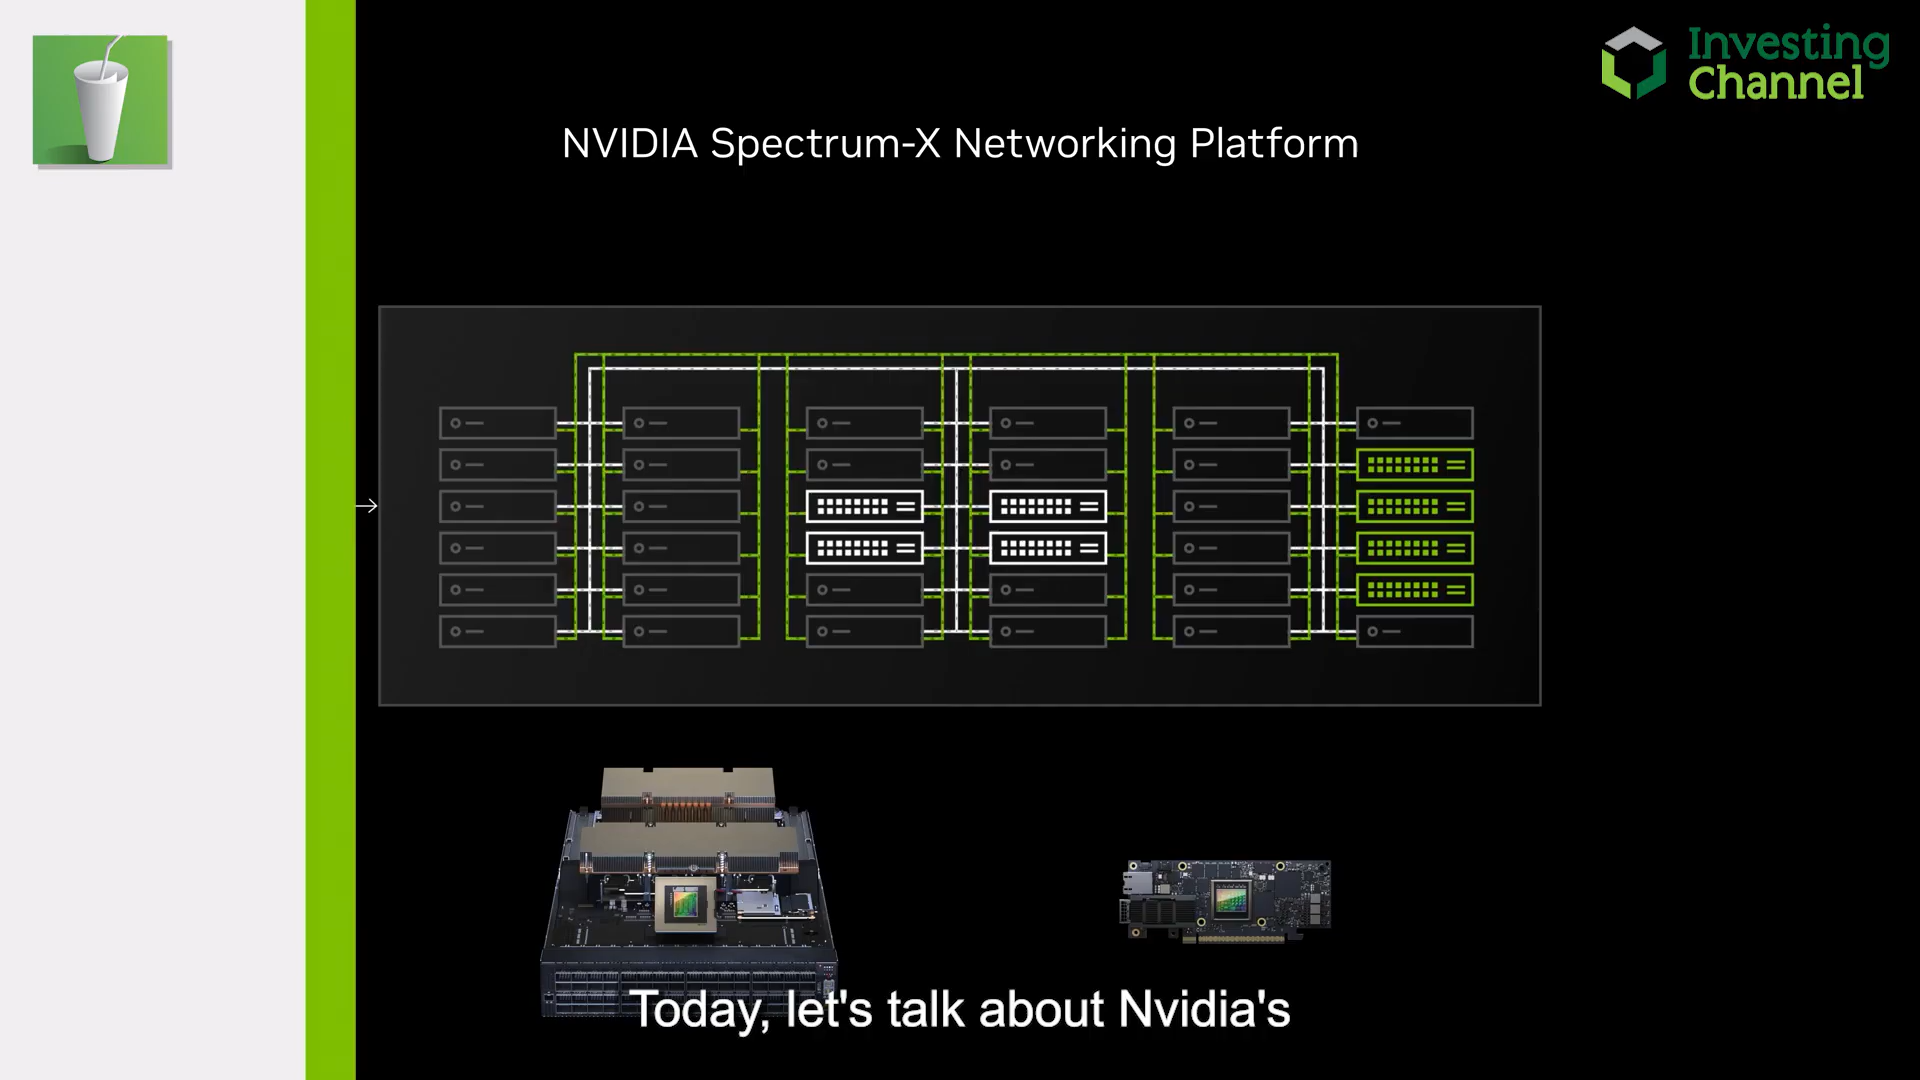 Investing
Channel
NVIDIA Spectrum-X Networking Platform
Today, let's talk about Nvidia's